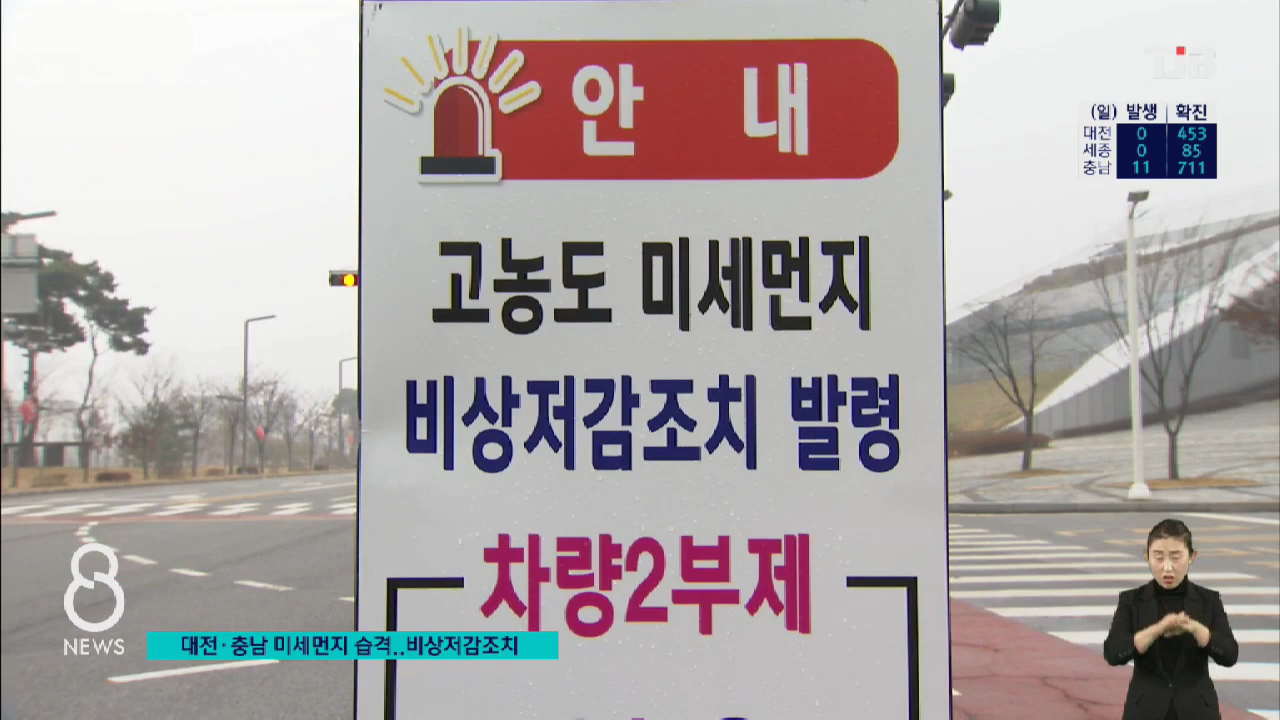 안 내
고농도 미세먼지
비상저감조치 발령
차량2부제
TJB
(일) 발생 확진
대전 0 453
세종 0 85
충남 11 711
8
NEWS
대전·충남 미세먼지 습격..비상저감조치